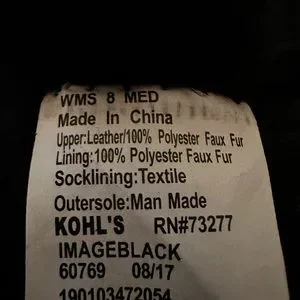 WMS 8 MED
Made In China
Upper:Leather/100% Polyester Faux Fur
Lining:100% Polyester Faux Fur
Socklining:Textile
Outersole:Man Made
KOHL'S RN#73277
IMAGEBLACK
60769 08/17
190103472054